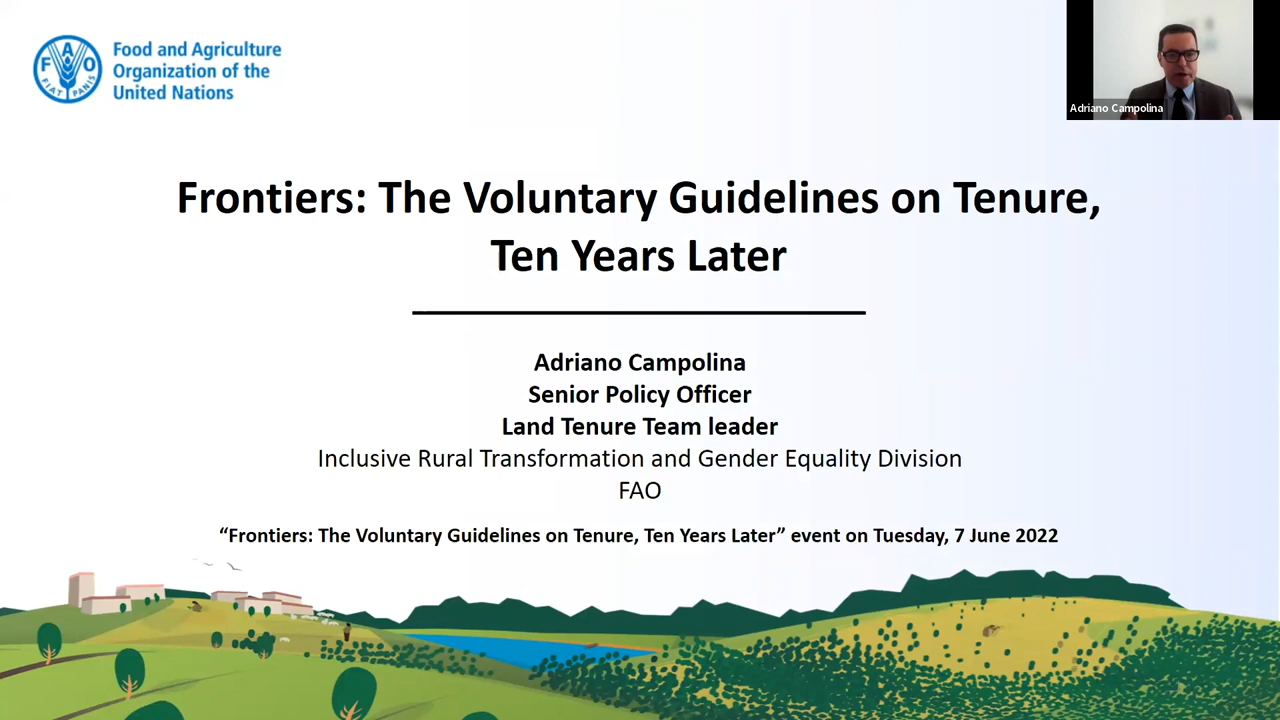 Food and Agriculture
Organization of the
United Nations
F A O
FIAT PANIS
Adriano Campolina
Frontiers: The Voluntary Guidelines on Tenure,
Ten Years Later
Adriano Campolina
Senior Policy Officer
Land Tenure Team leader
Inclusive Rural Transformation and Gender Equality Division
FAO
“Frontiers: The Voluntary Guidelines on Tenure, Ten Years Later” event on Tuesday, 7 June 2022